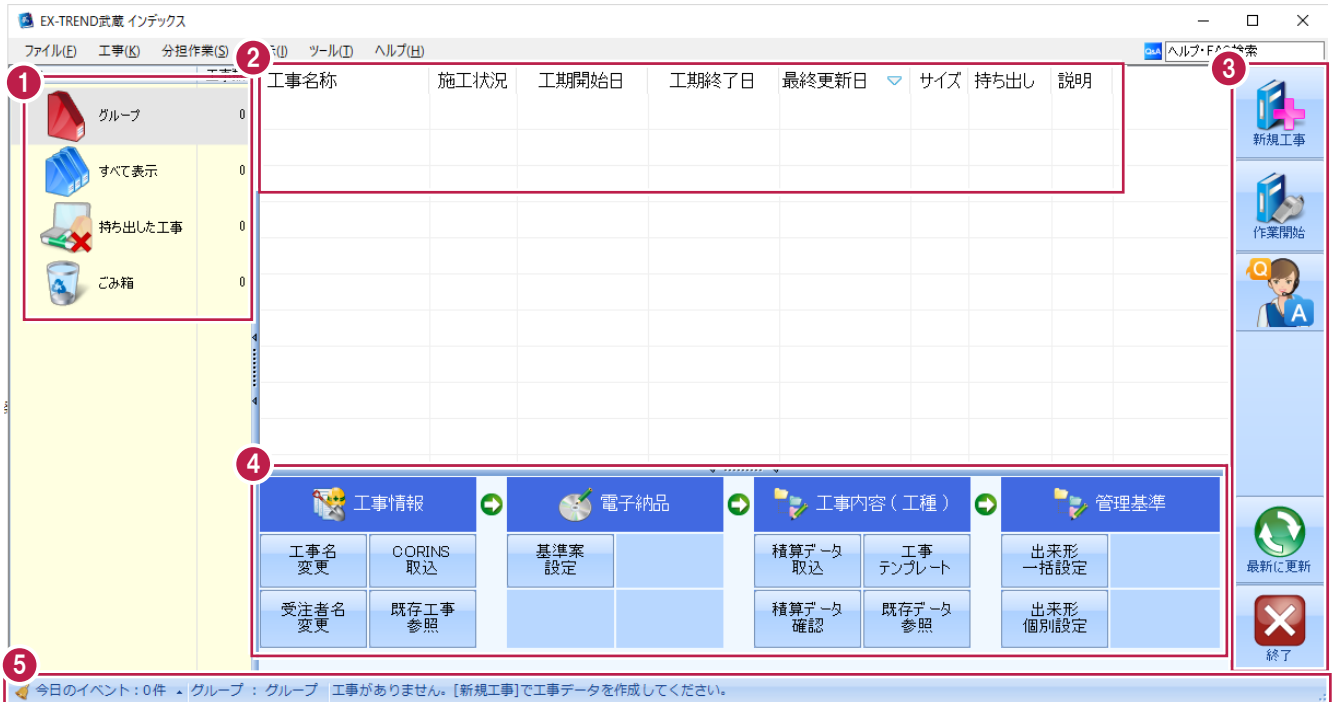 EX-TREND武蔵 インデックス
ファイル(F) 工事(K) 分担作業(S) 示(I) ツール(T) ヘルプ(H)
Q&A ヘルプ・FAQ検索
1
2
3
工事名称 施工状況 工期開始日 工期終了日 最終更新日 サイズ 持ち出し 説明
グループ 0
すべて表示 0
持ち出した工事 0
ごみ箱 0
新規工事
作業開始
Q
A
最新に更新
終了
4
工事情報 電子納品 工事内容(工種) 管理基準
工事名
変更
CORINS
取込
基準案
設定
積算データ
取込
工事
テンプレート
出来形
一括設定
受注者名
変更
既存工事
参照
積算データ
確認
既存データ
参照
出来形
個別設定
5
今日のイベント:0件 グループ : グループ 工事がありません。[新規工事]で工事データを作成してください。